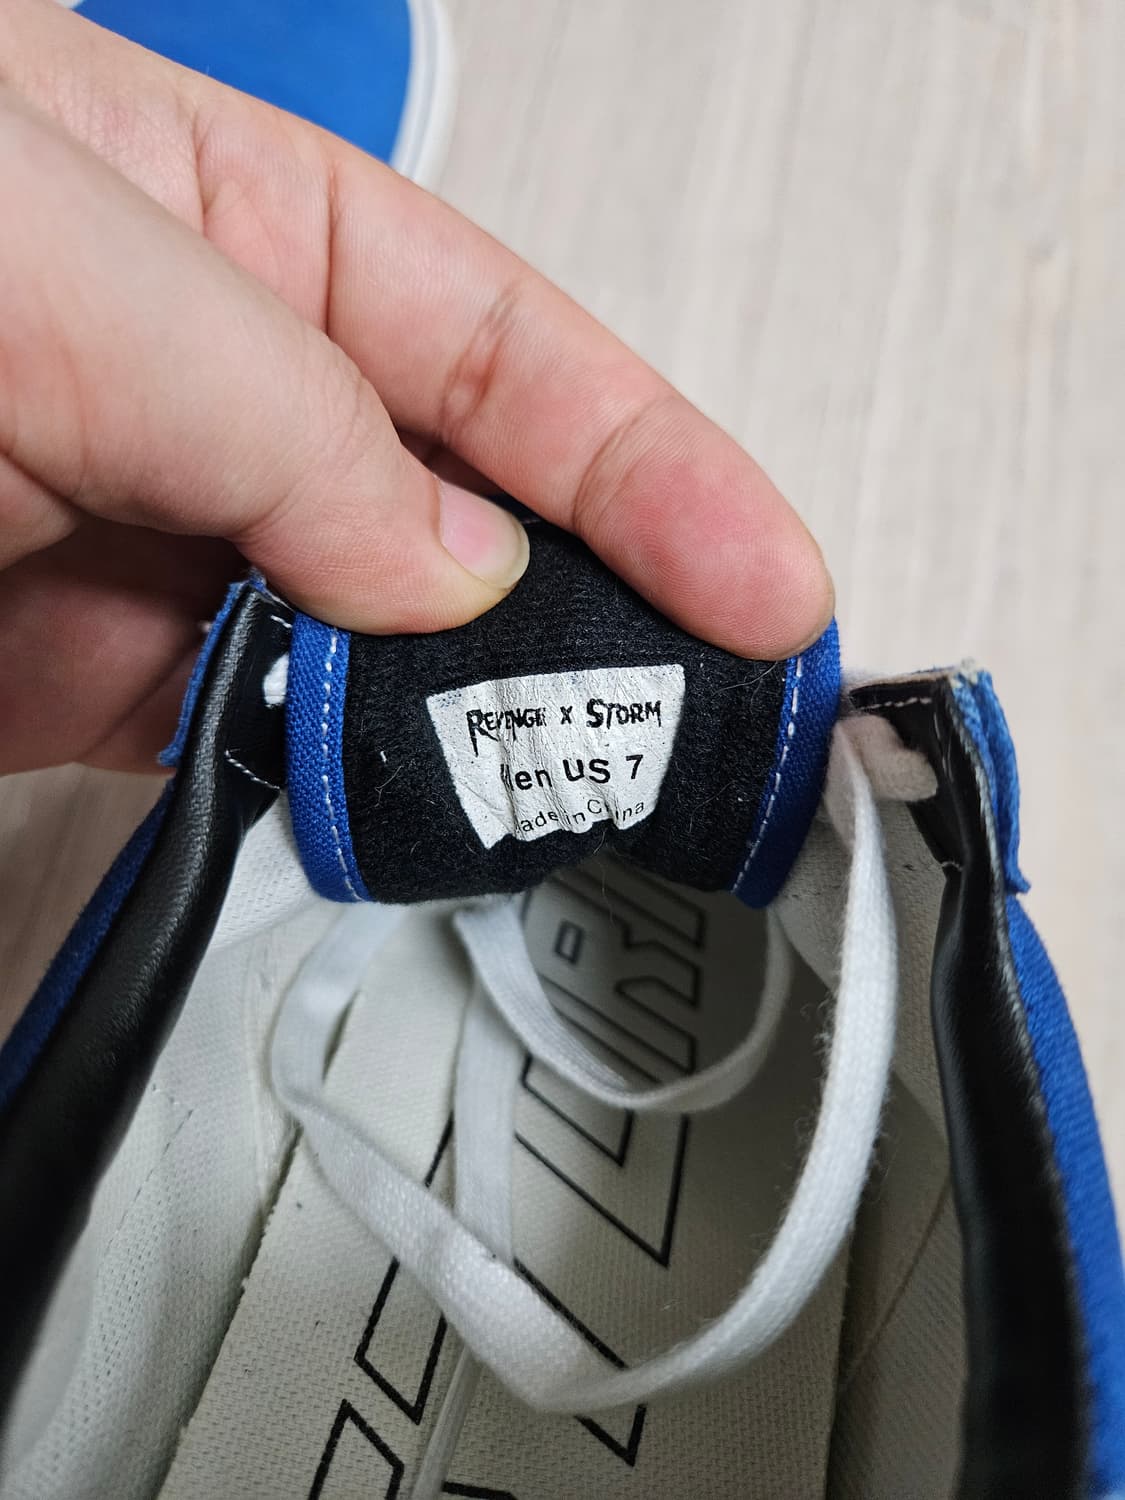 REVENGE X STORM
Men US 7
Made in China